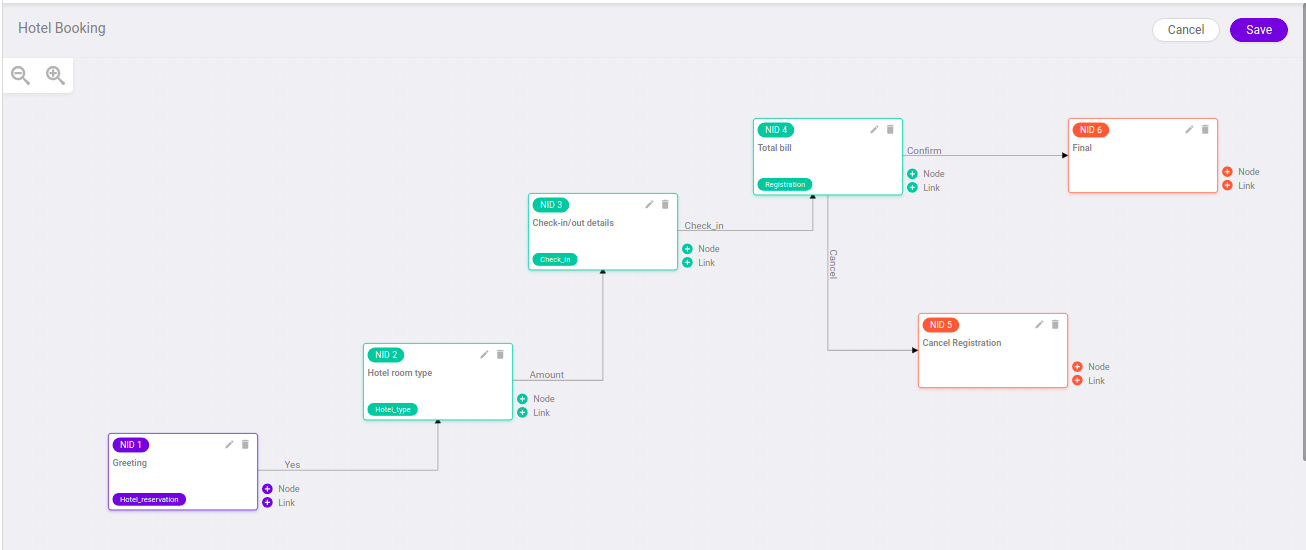 Hotel Booking
Cancel
Save
NID 4
Total bill
Registration
Confirm
Node
Link
NID 6
Final
Node
Link
NID 3
Check-in/out details
Check_in
Check_in
Node
Link
Cancel
NID 5
Cancel Registration
Node
Link
NID 2
Hotel room type
Hotel_type
Amount
Node
Link
NID 1
Greeting
Hotel_reservation
Yes
Node
Link